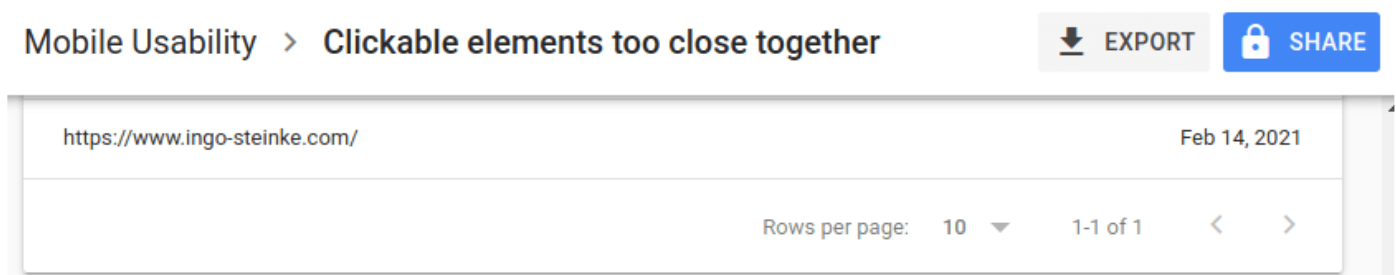 Mobile Usability > Clickable elements too close together EXPORT SHARE
https://www.ingo-steinke.com/ Feb 14, 2021
Rows per page: 10 1-1 of 1 < >